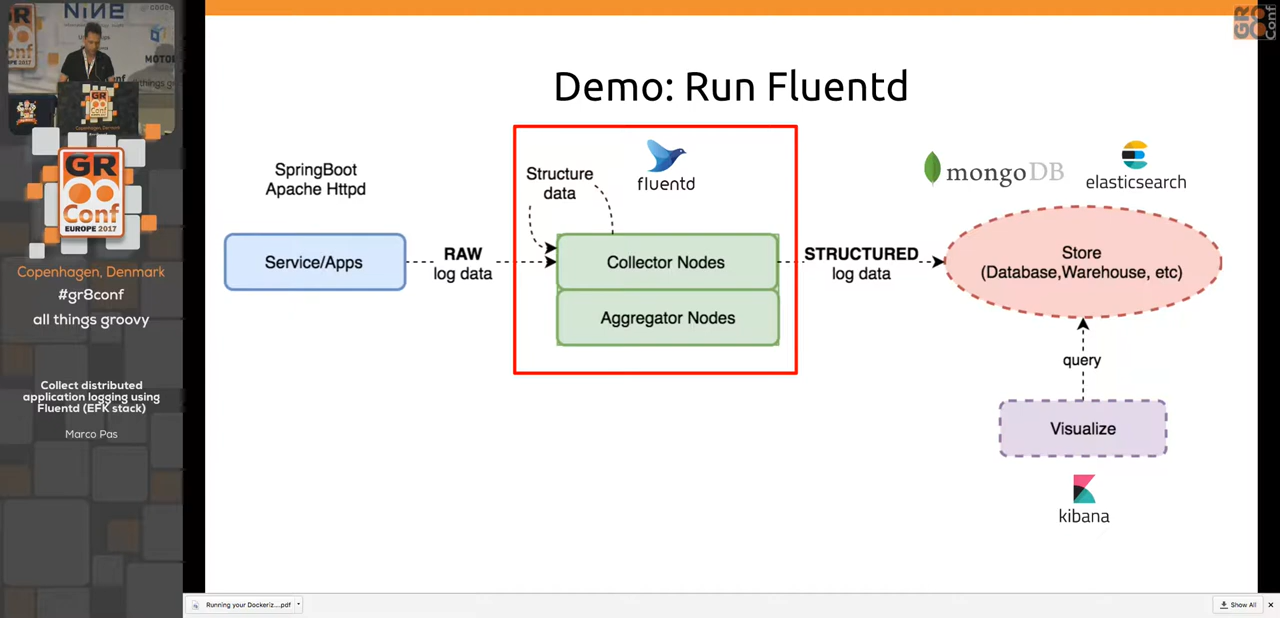 NiNE
GR
Conf
EUROPE 2017
Copenhagen, Denmark
#gr8conf
all things groovy
Collect distributed
application logging using
Fluentd (EFK stack)
Marco Pas
Demo: Run Fluentd
SpringBoot
Apache Httpd
Service/Apps
RAW
log data
Structure
data
fluentd
Collector Nodes
Aggregator Nodes
STRUCTURED
log data
mongoDB
elasticsearch
Store
(Database,Warehouse, etc)
query
Visualize
kibana
Running your Dockeriz....pdf
Show All
GR
Conf